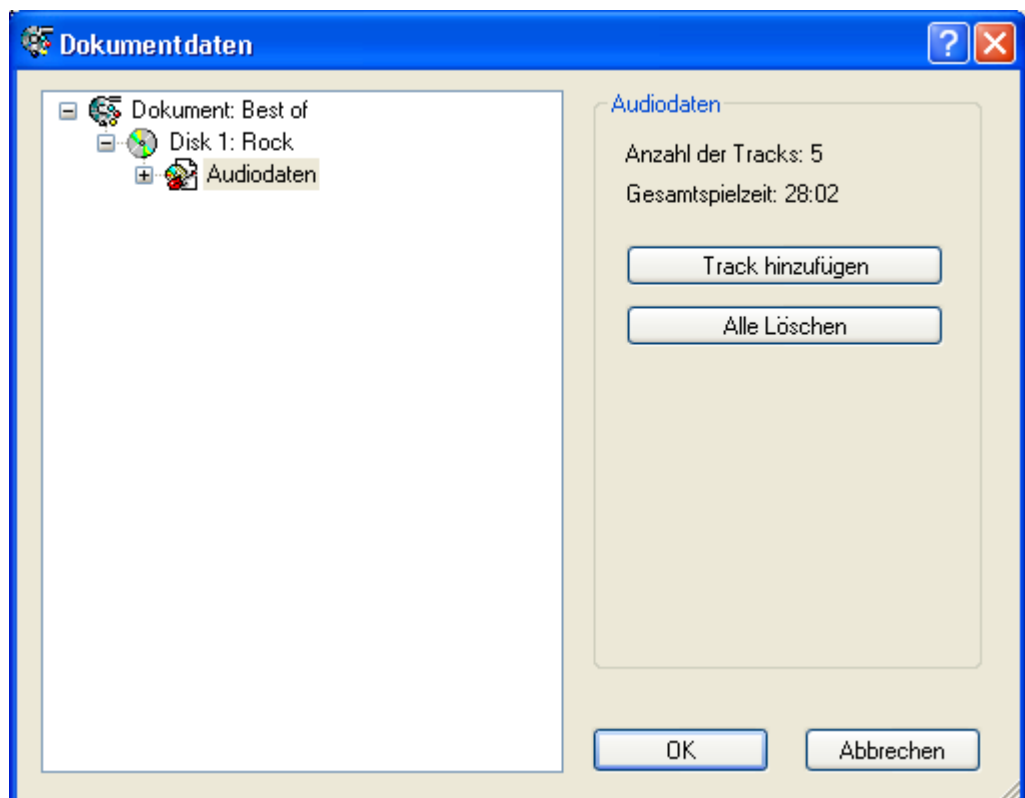 Dokumentdaten
Dokument: Best of
Disk 1: Rock
Audiodaten
Audiodaten
Anzahl der Tracks: 5
Gesamtspielzeit: 28:02
Track hinzufügen
Alle Löschen
OK
Abbrechen